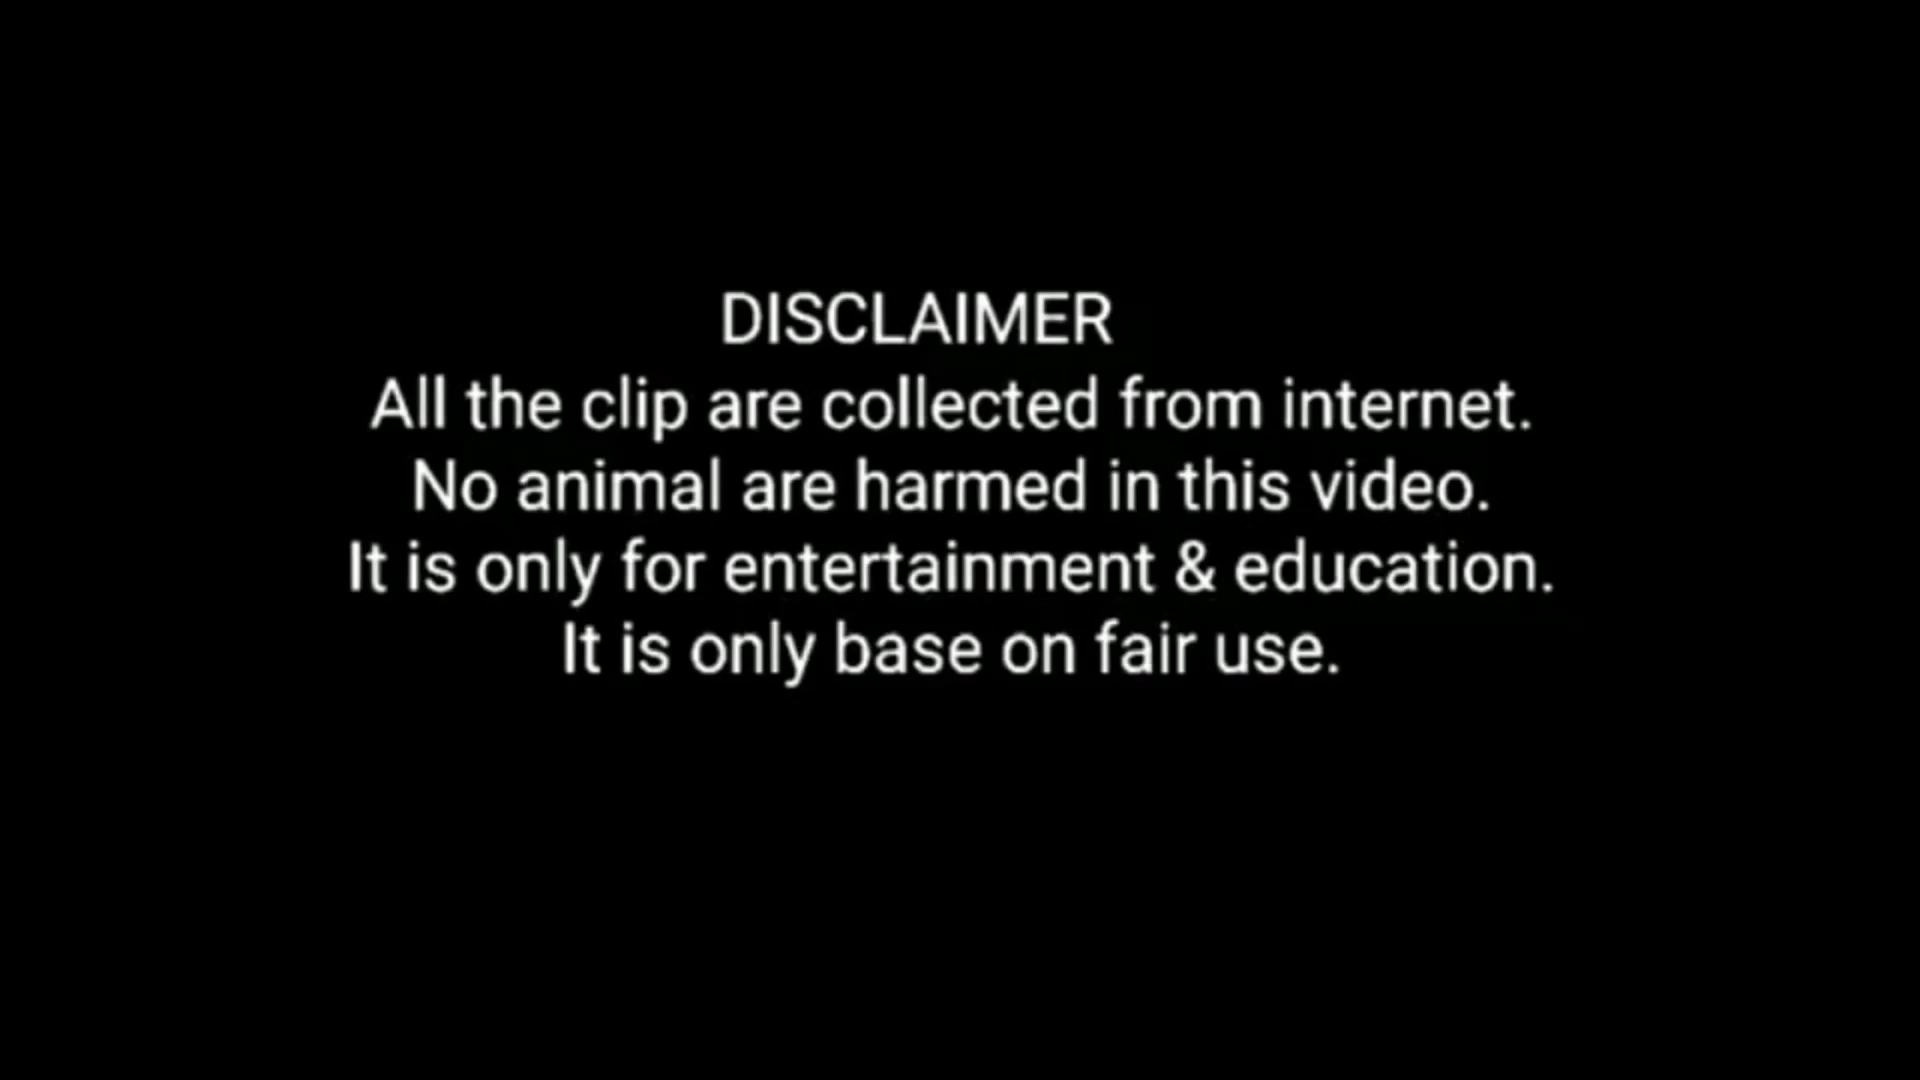 DISCLAIMER
All the clip are collected from internet.
No animal are harmed in this video.
It is only for entertainment & education.
It is only base on fair use.